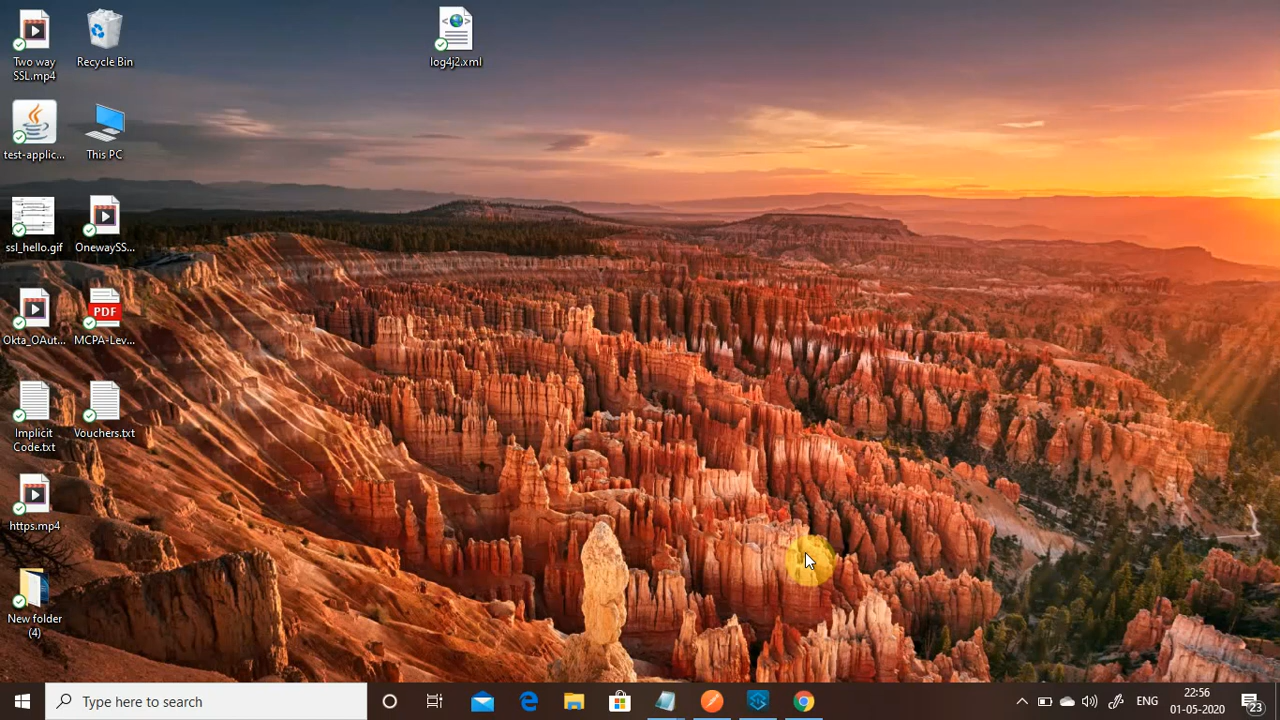 Two way
SSL.mp4
Recycle Bin
log4j2.xml
test-applic...
This PC
ssl_hello.gif
OnewaySS...
Okta_OAut...
PDF
MCPA-Lev...
Implicit
Code.txt
Vouchers.txt
https.mp4
New folder
(4)
Type here to search
ENG
22:56
01-05-2020
23